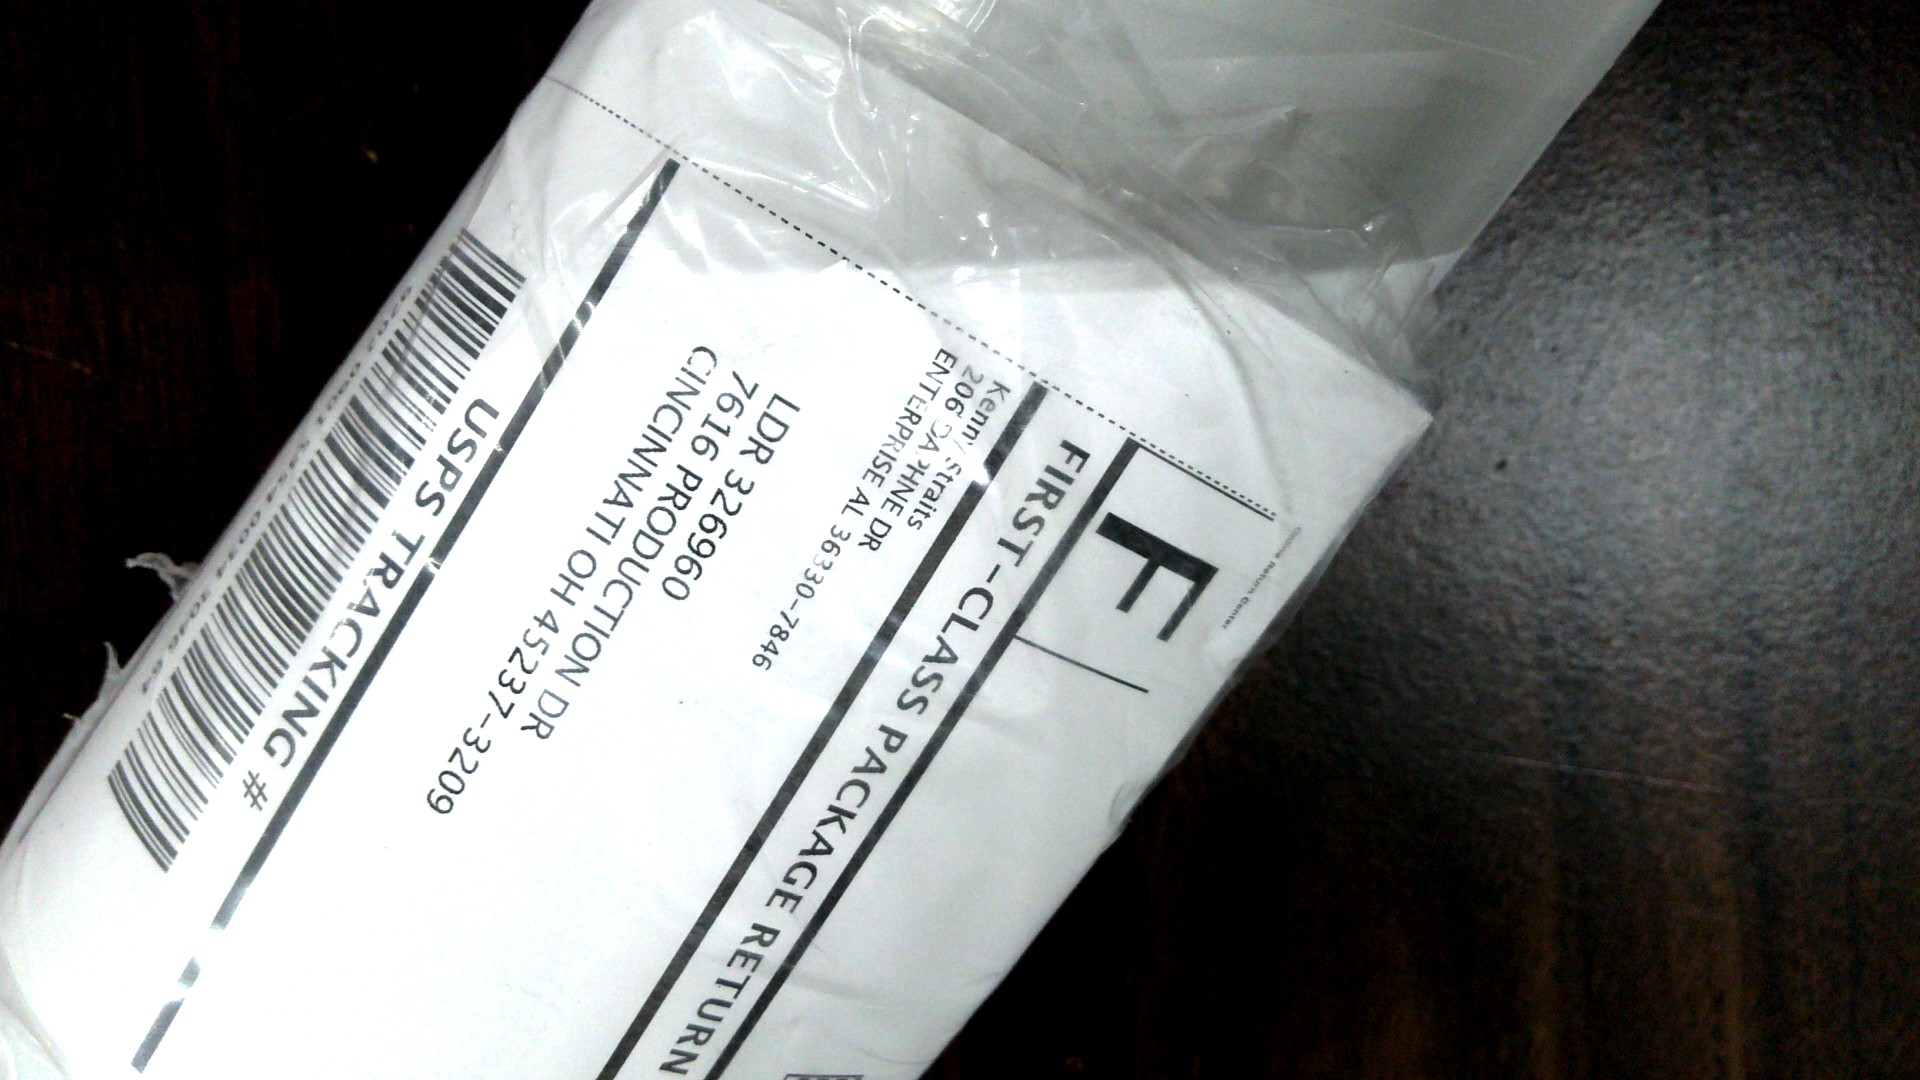 F
FIRST-CLASS PACKAGE RETURN
Kenny Straits
206 DAPHNE DR
ENTERPRISE AL 36330-7846
LDR 326960
7616 PRODUCTION DR
CINCINNATI OH 45237-3209
USPS TRACKING #